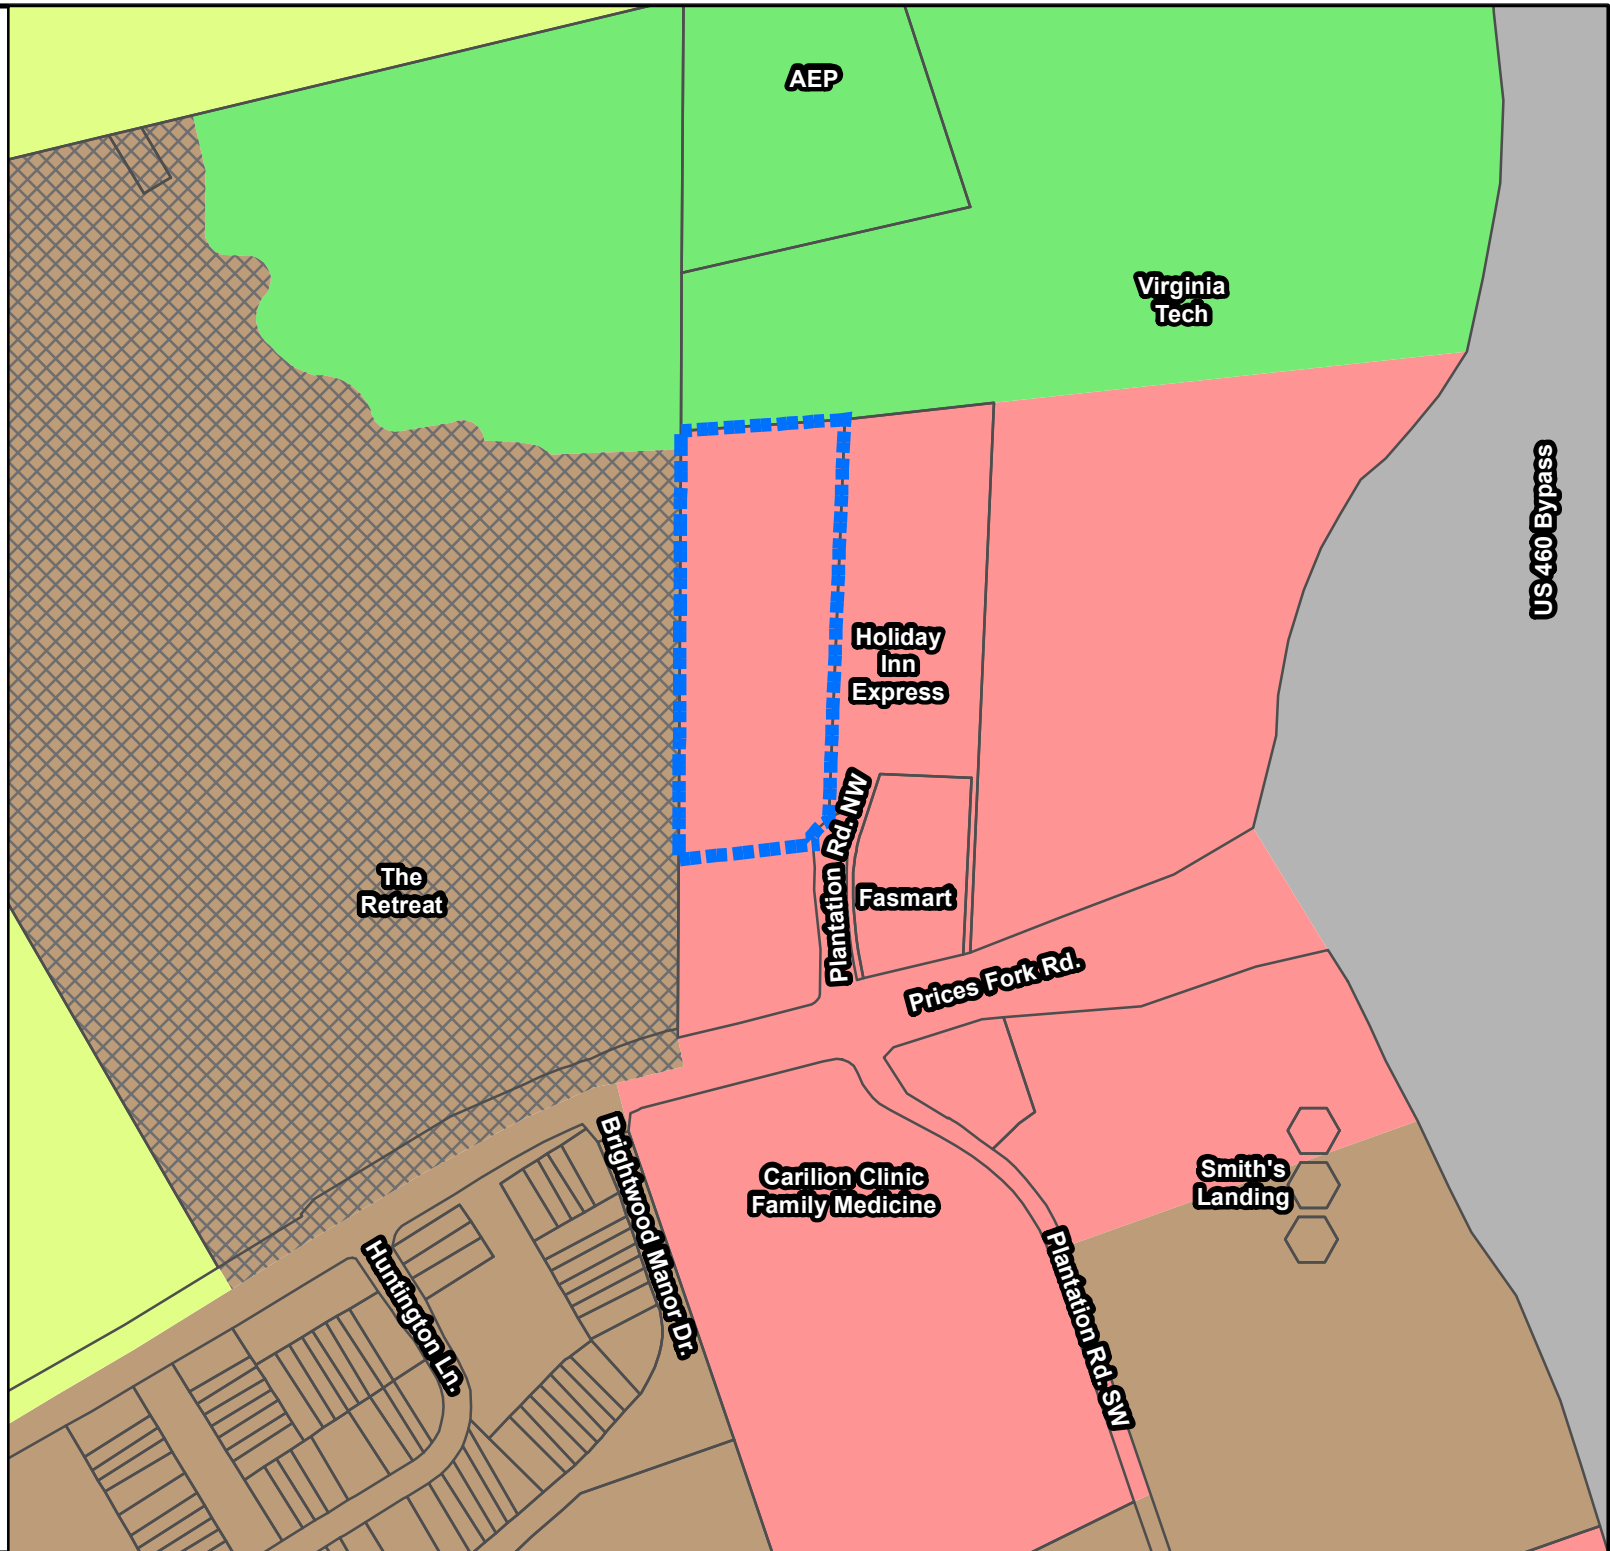 AEP
Virginia
Tech
US 460 Bypass
Holiday
Inn
Express
Plantation Rd. NW
The
Retreat
Fasmart
Prices Fork Rd.
Brightwood Manor Dr.
Carilion Clinic
Family Medicine
Smith's
Landing
Huntington Ln.
Plantation Rd. SW